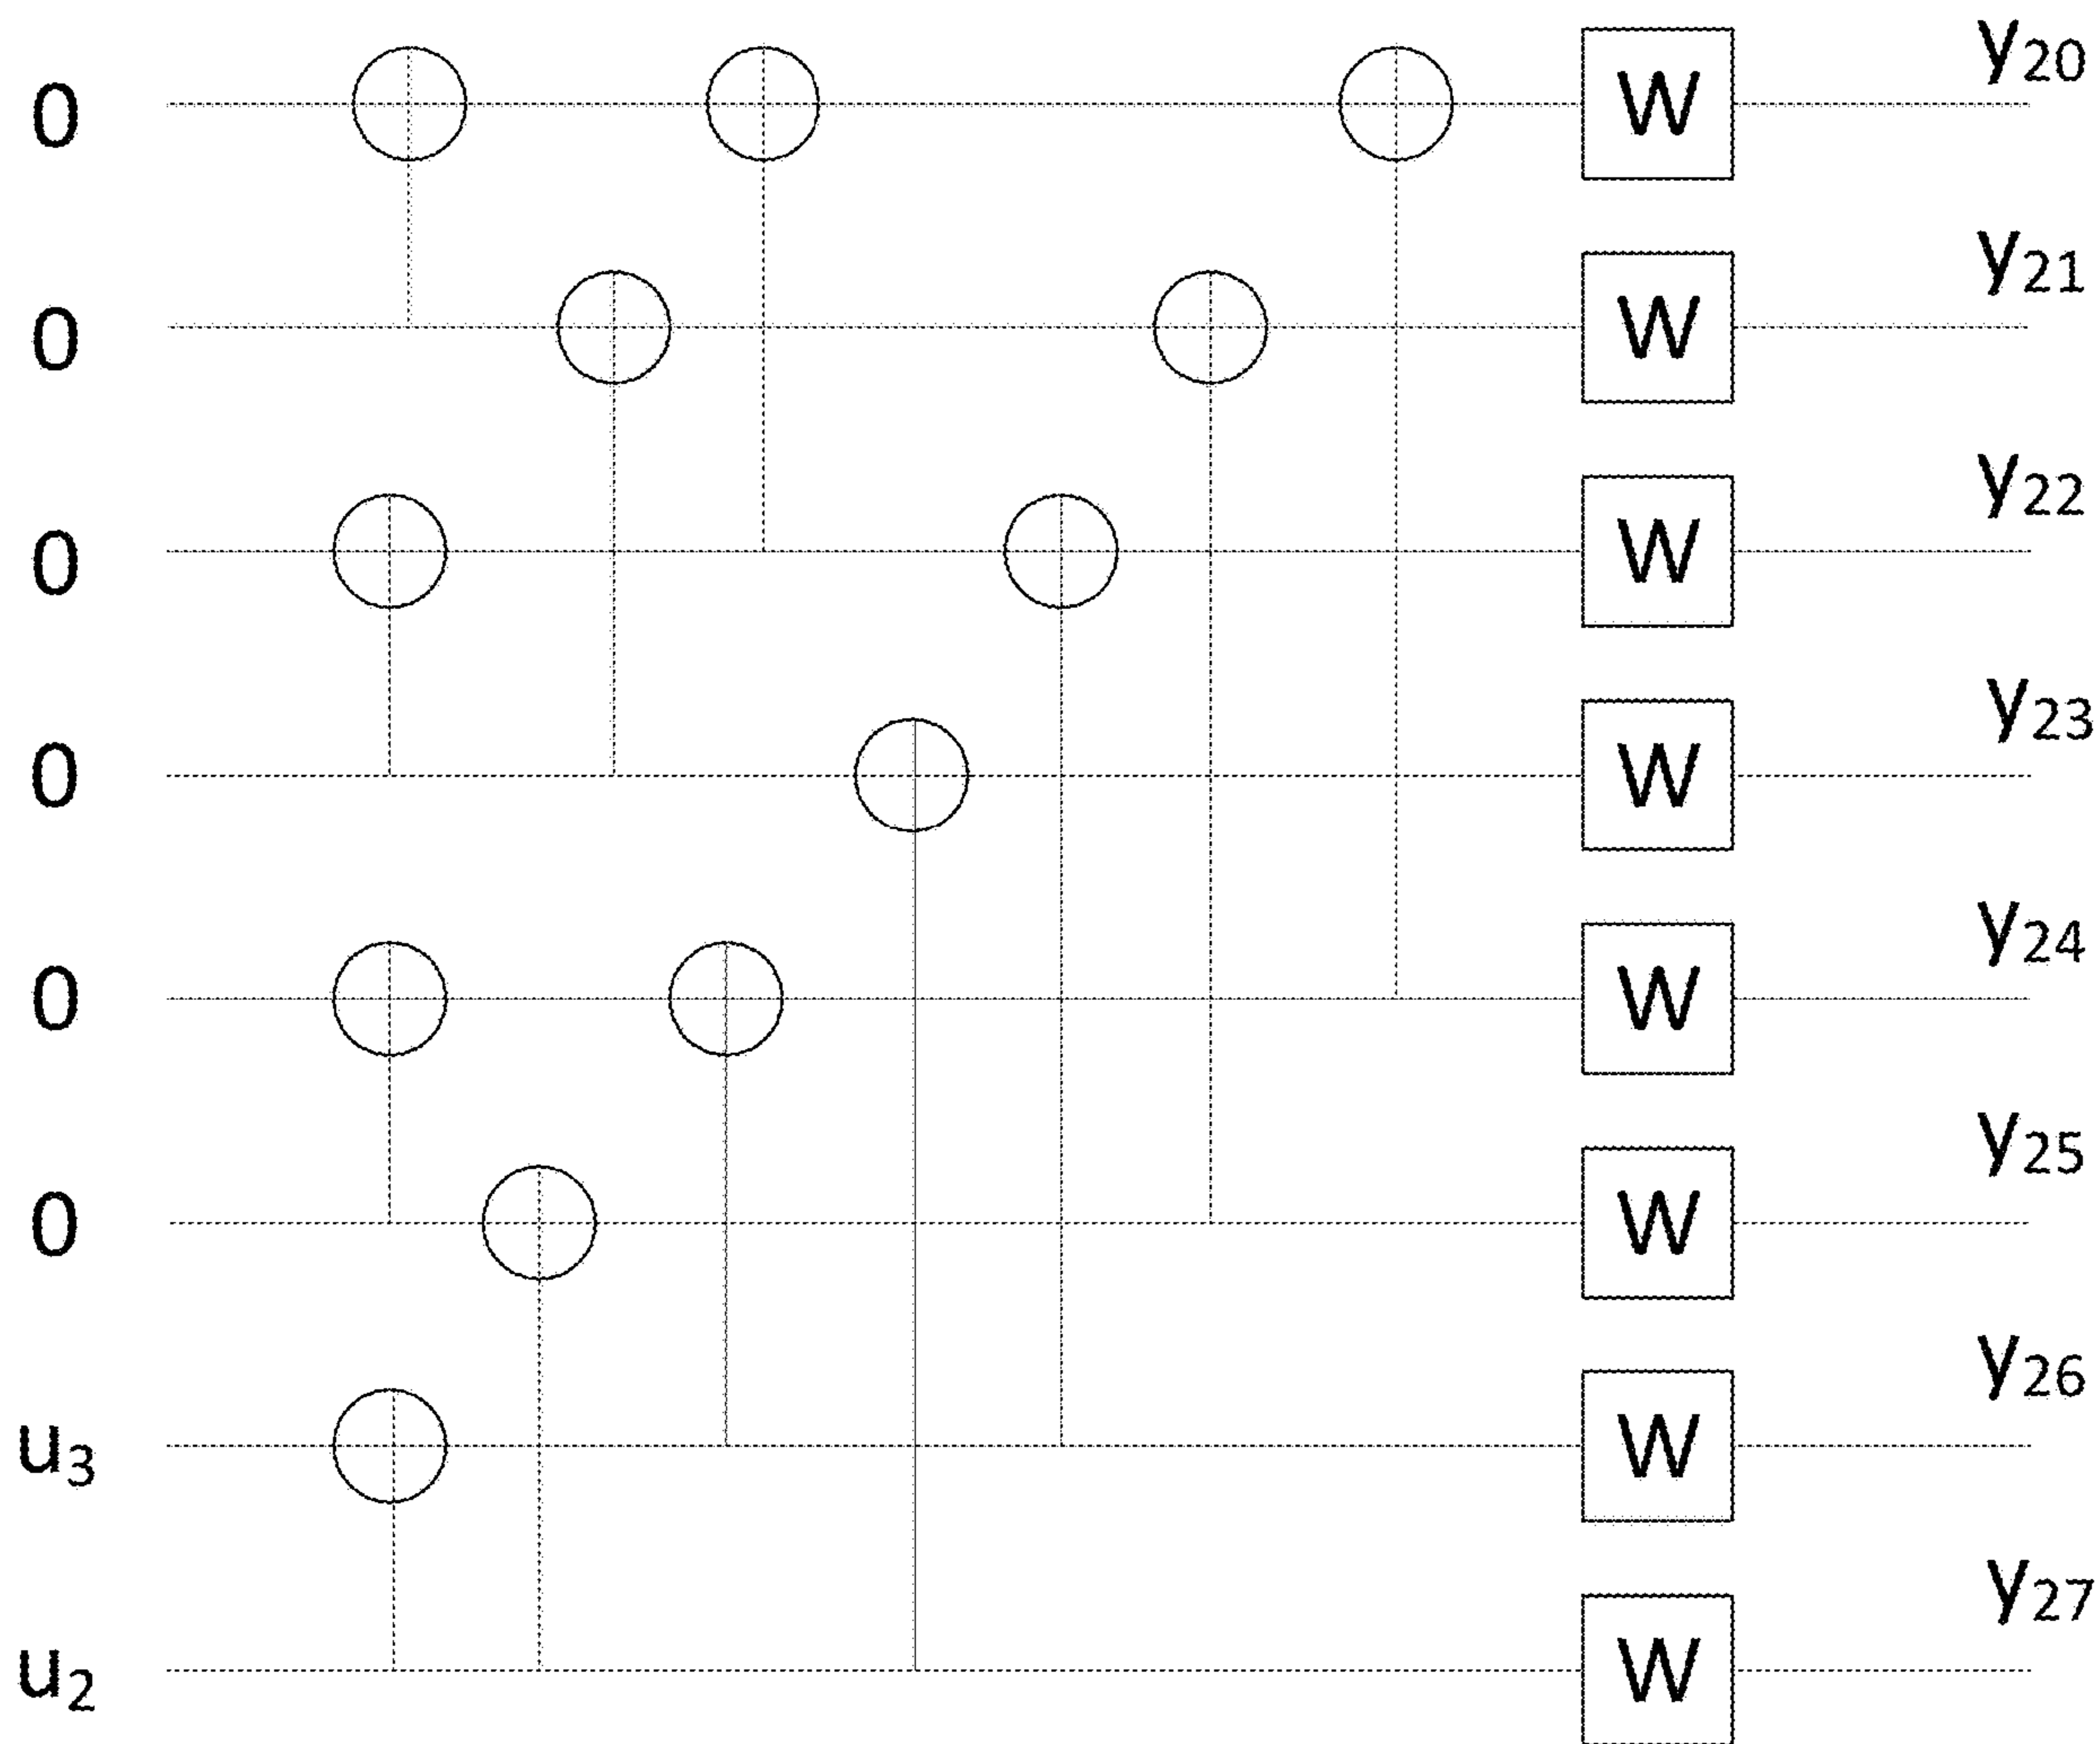 0 W y₂₀
0 W y₂₁
0 W y₂₂
0 W y₂₃
0 W y₂₄
0 W y₂₅
u₃ W y₂₆
u₂ W y₂₇